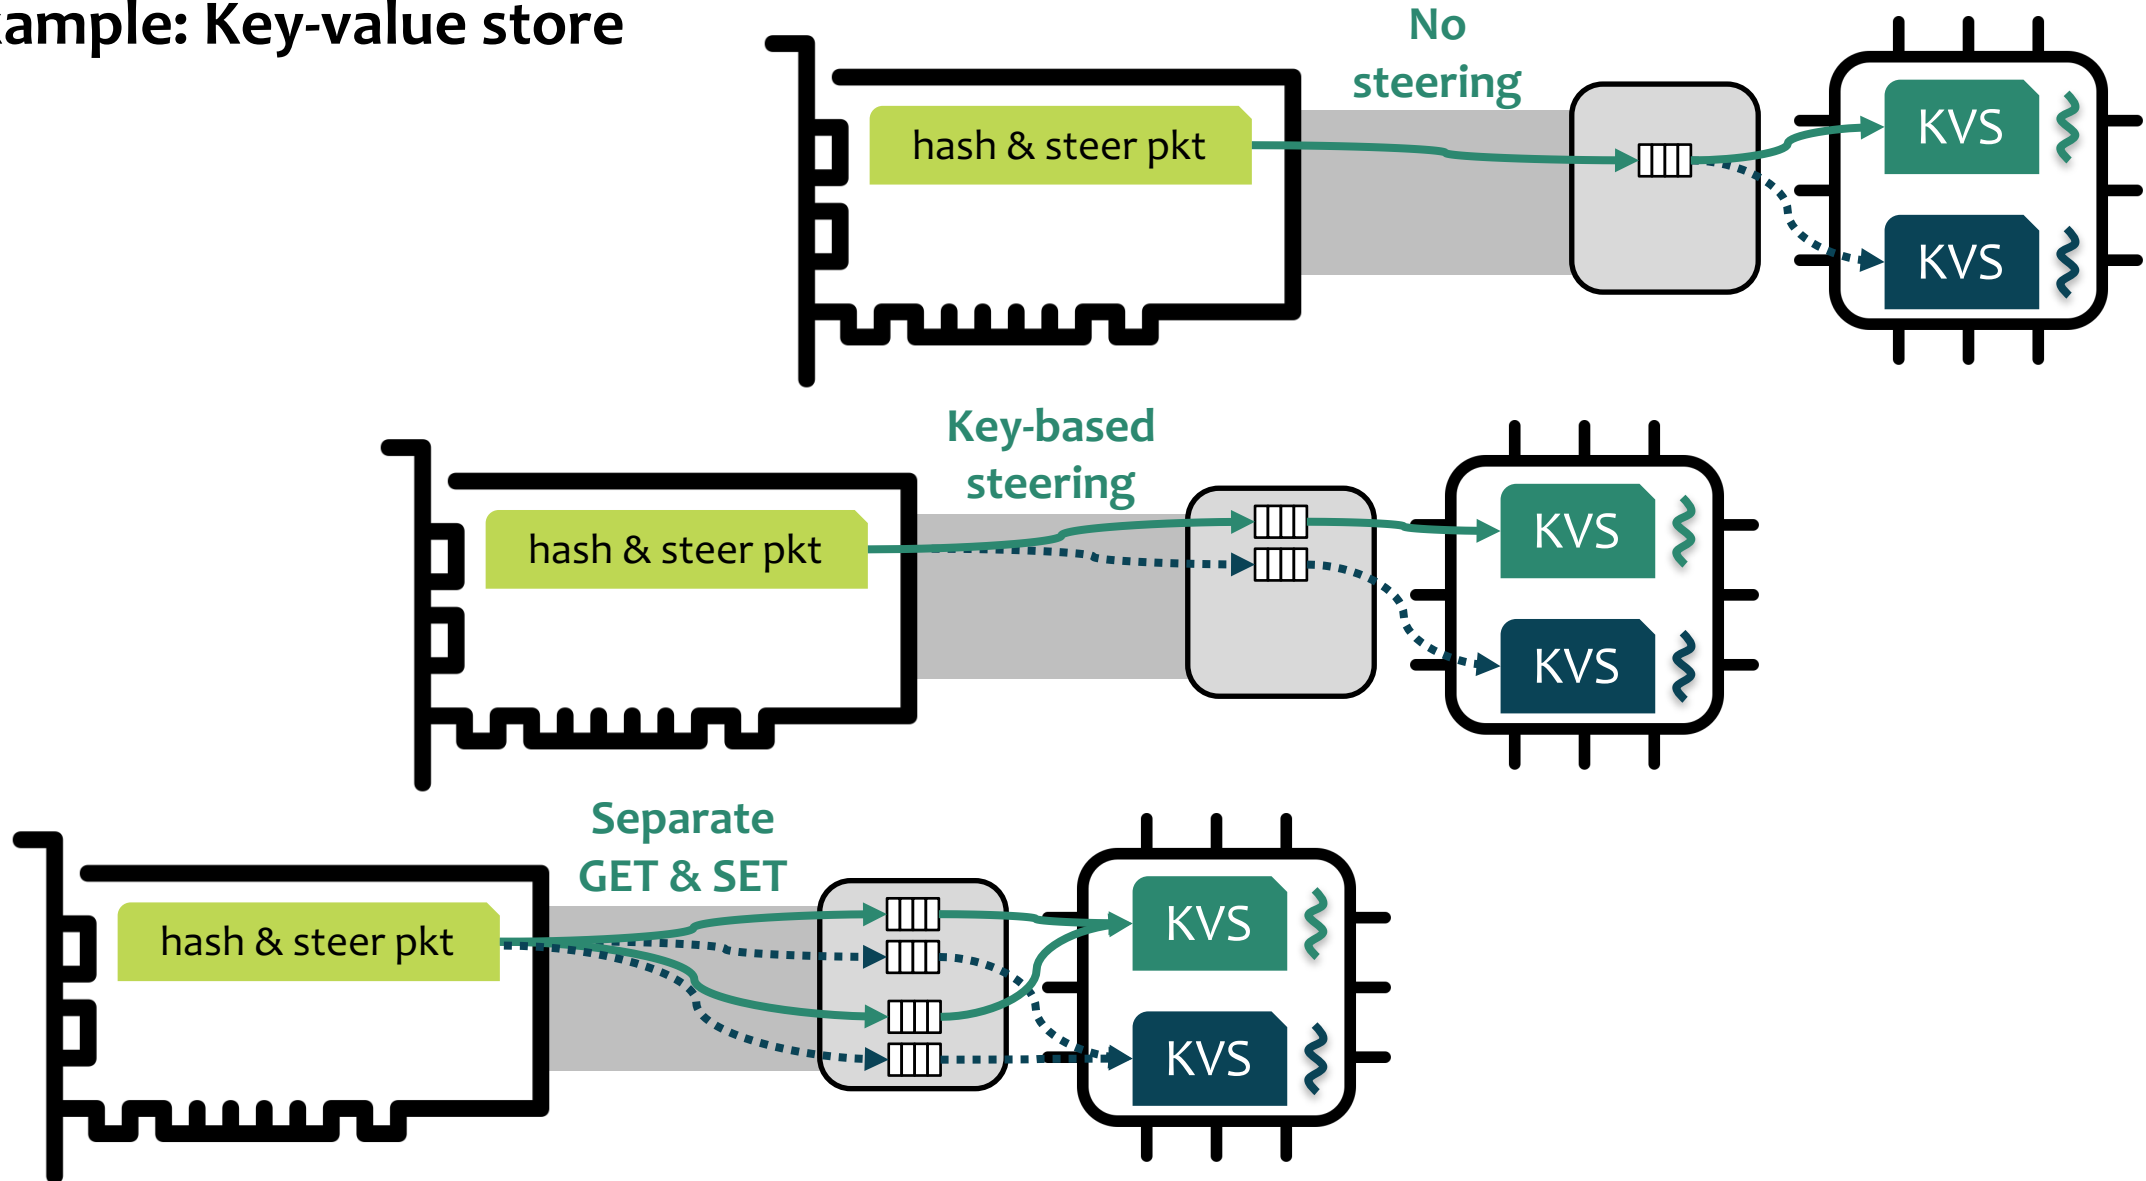 ample: Key-value store
No
steering
hash & steer pkt
KVS
KVS
Key-based
steering
hash & steer pkt
KVS
KVS
Separate
GET & SET
hash & steer pkt
KVS
KVS